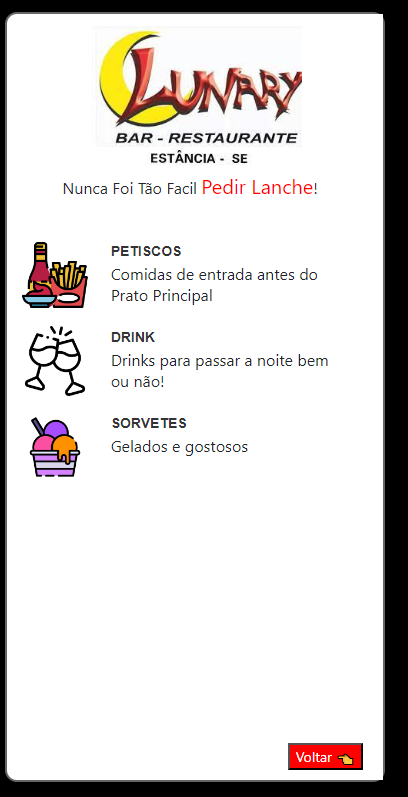 LUNARY
BAR - RESTAURANTE
ESTÂNCIA - SE
Nunca Foi Tão Facil Pedir Lanche!
PETISCOS
Comidas de entrada antes do
Prato Principal
DRINK
Drinks para passar a noite bem
ou não!
SORVETES
Gelados e gostosos
Voltar